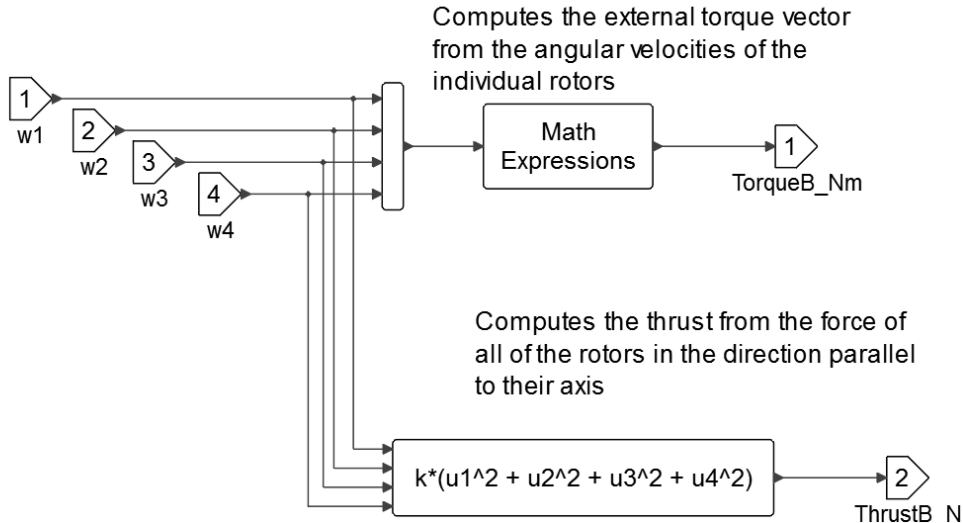 Computes the external torque vector
from the angular velocities of the
individual rotors
1
w1
2
w2
3
w3
4
w4
Math
Expressions
1
TorqueB_Nm
Computes the thrust from the force of
all of the rotors in the direction parallel
to their axis
k*(u1^2 + u2^2 + u3^2 + u4^2)
2
ThrustB_N